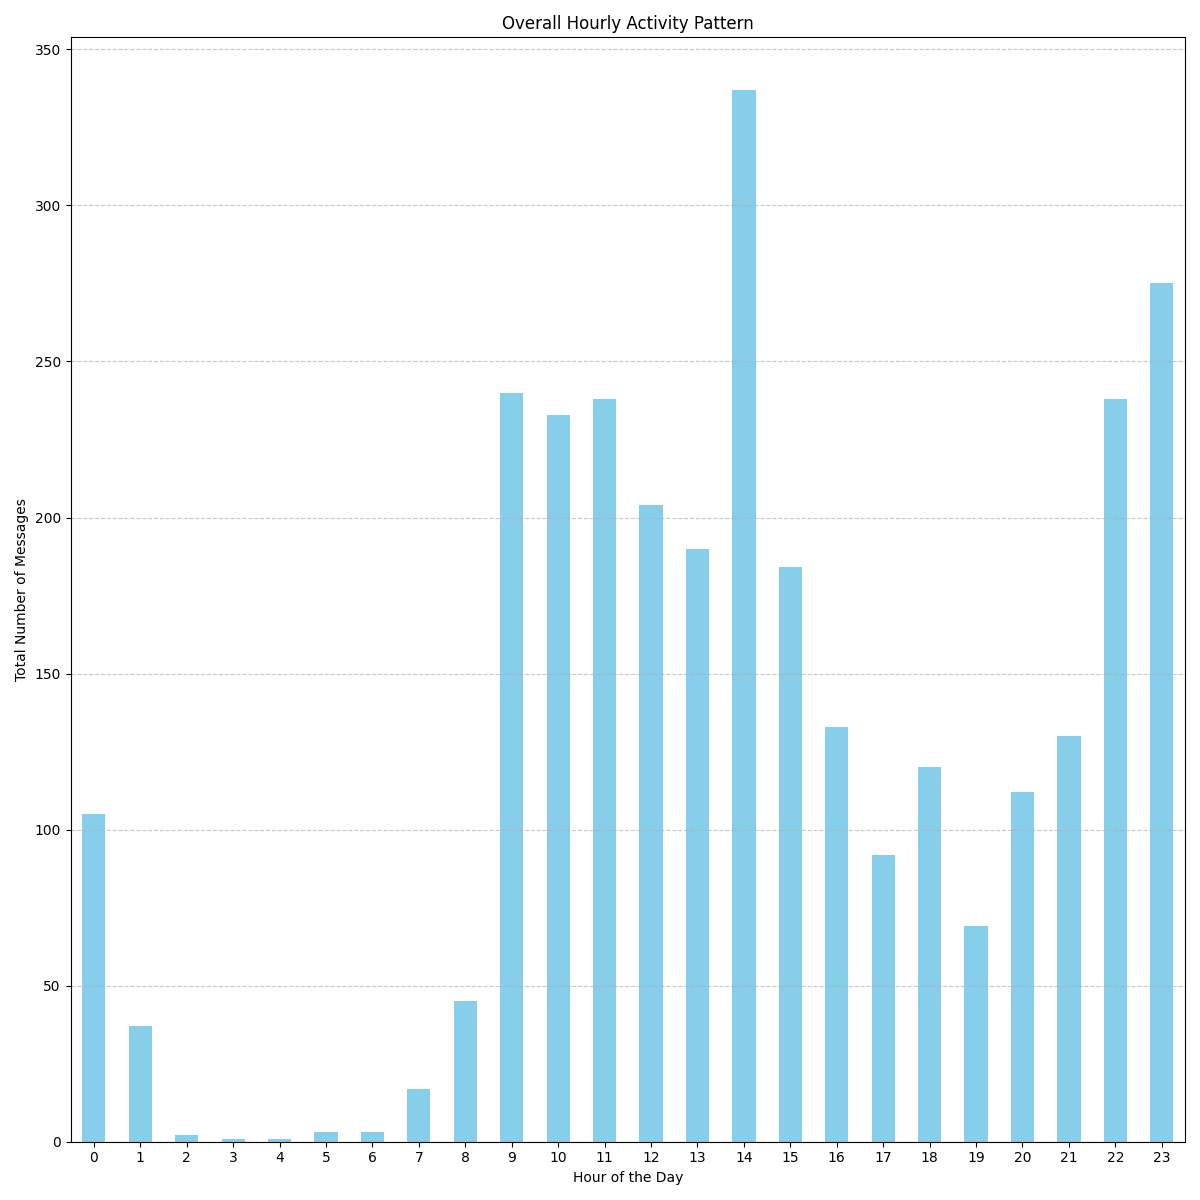 Overall Hourly Activity Pattern
350
300
250
200
150
100
50
0
Total Number of Messages
0 1 2 3 4 5 6 7 8 9 10 11 12 13 14 15 16 17 18 19 20 21 22 23
Hour of the Day